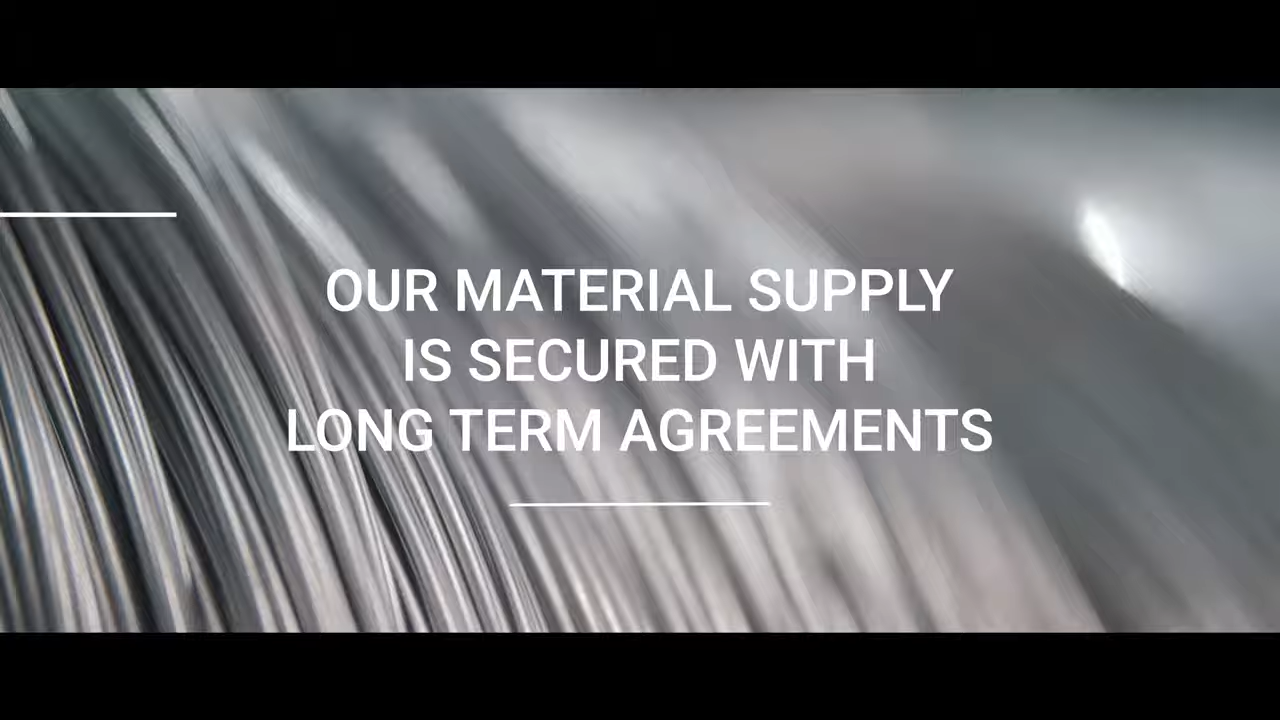 OUR MATERIAL SUPPLY
IS SECURED WITH
LONG TERM AGREEMENTS